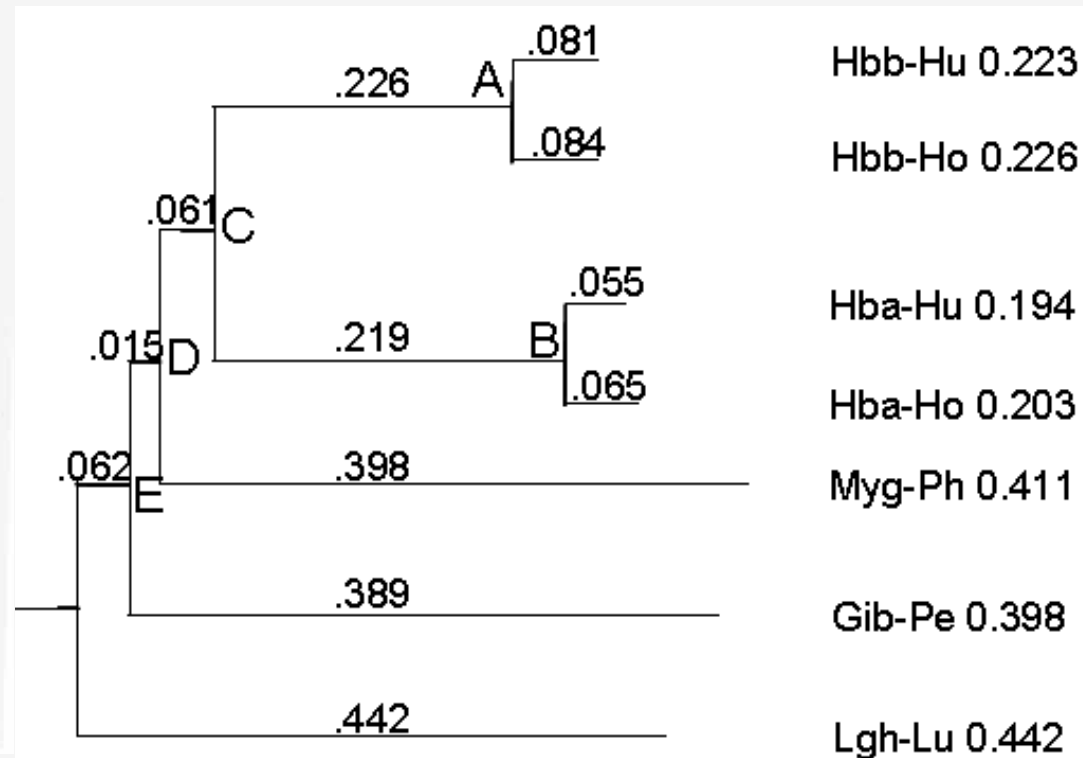 .081
Hbb-Hu 0.223
.226
A
.084
Hbb-Ho 0.226
.061
C
.055
Hba-Hu 0.194
.015
D
.219
B
.065
Hba-Ho 0.203
.062
E
.398
Myg-Ph 0.411
.389
Gib-Pe 0.398
.442
Lgh-Lu 0.442